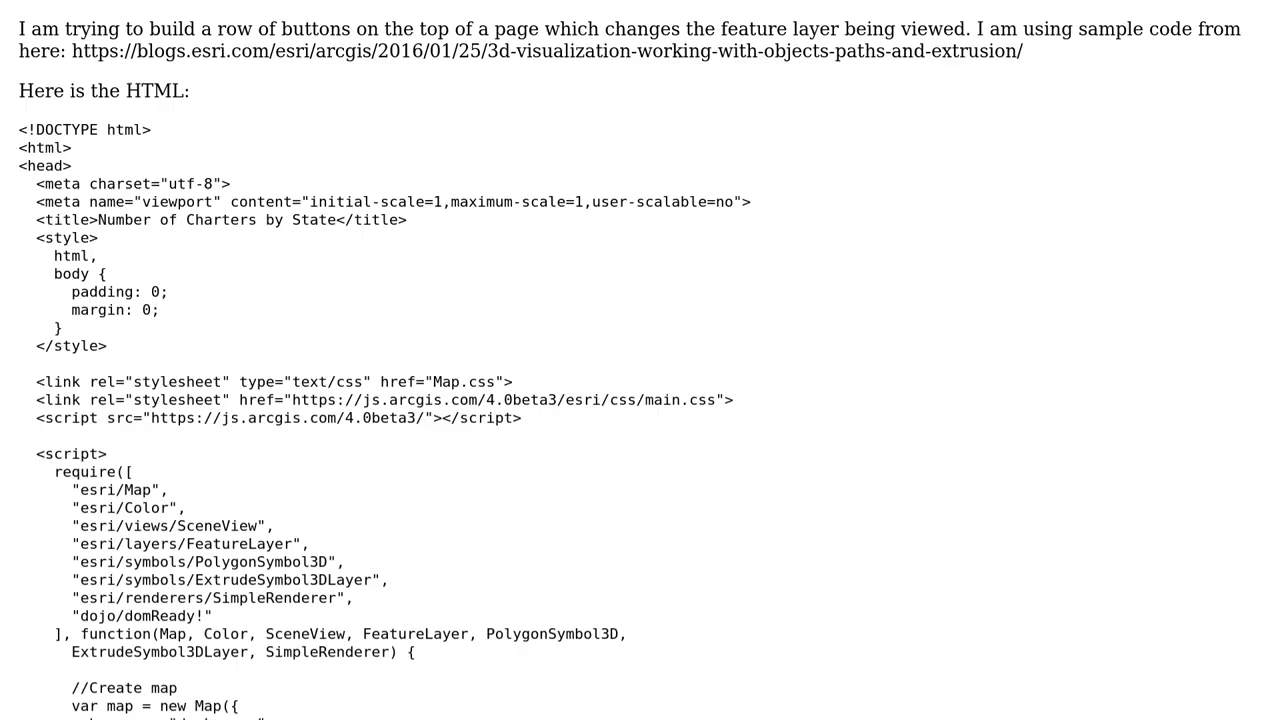 I am trying to build a row of buttons on the top of a page which changes the feature layer being viewed. I am using sample code from
here: https://blogs.esri.com/esri/arcgis/2016/01/25/3d-visualization-working-with-objects-paths-and-extrusion/
Here is the HTML:
<!DOCTYPE html>
<html>
<head>
  <meta charset="utf-8">
  <meta name="viewport" content="initial-scale=1,maximum-scale=1,user-scalable=no">
  <title>Number of Charters by State</title>
  <style>
    html,
    body {
      padding: 0;
      margin: 0;
    }
  </style>
  <link rel="stylesheet" type="text/css" href="Map.css">
  <link rel="stylesheet" href="https://js.arcgis.com/4.0beta3/esri/css/main.css">
  <script src="https://js.arcgis.com/4.0beta3/"></script>
  <script>
    require([
      "esri/Map",
      "esri/Color",
      "esri/views/SceneView",
      "esri/layers/FeatureLayer",
      "esri/symbols/PolygonSymbol3D",
      "esri/symbols/ExtrudeSymbol3DLayer",
      "esri/renderers/SimpleRenderer",
      "dojo/domReady!"
    ], function(Map, Color, SceneView, FeatureLayer, PolygonSymbol3D,
      ExtrudeSymbol3DLayer, SimpleRenderer) {
      //Create map
      var map = new Map({